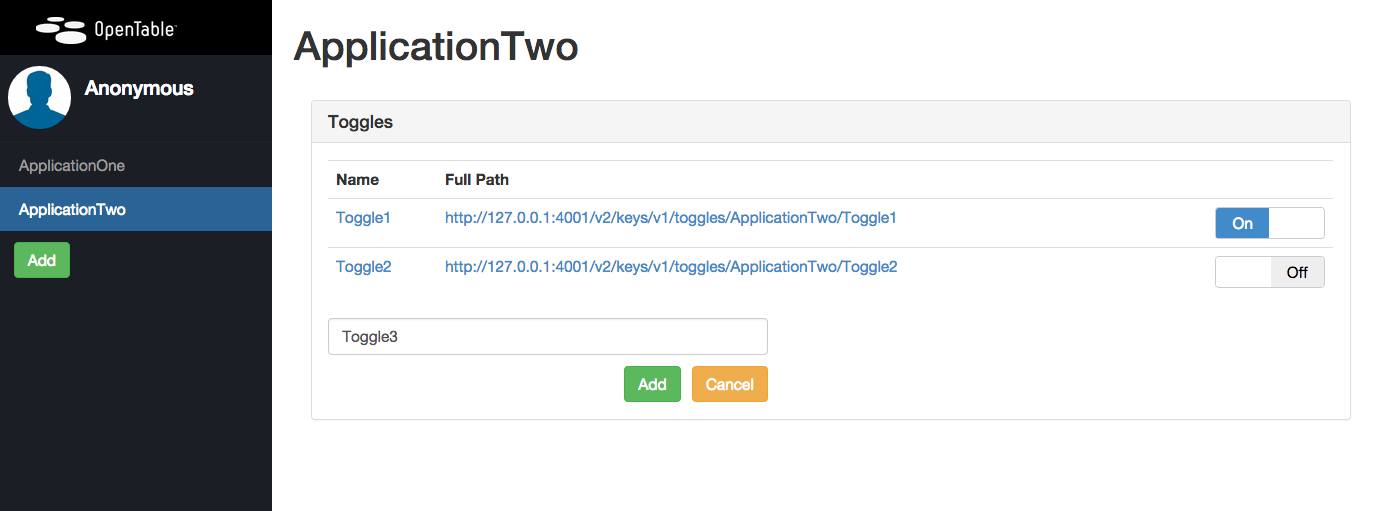 OpenTable
Anonymous
ApplicationOne
ApplicationTwo
Add
ApplicationTwo
Toggles
Name Full Path
Toggle1 http://127.0.0.1:4001/v2/keys/v1/toggles/ApplicationTwo/Toggle1 On
Toggle2 http://127.0.0.1:4001/v2/keys/v1/toggles/ApplicationTwo/Toggle2 Off
Toggle3
Add Cancel